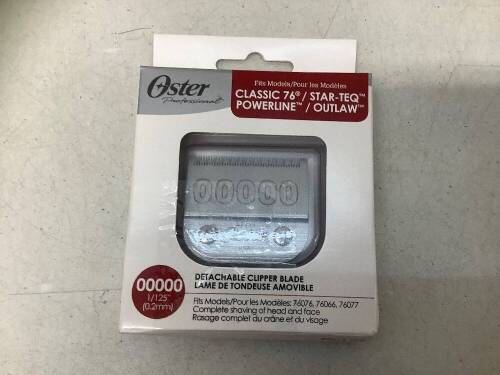 Oster
Professional
Fits Models/Pour les Modèles
CLASSIC 76® / STAR-TEQ™
POWERLINE™ / OUTLAW™
00000
00000
1/125"
(0.2mm)
DETACHABLE CLIPPER BLADE
LAME DE TONDEUSE AMOVIBLE
Fits Models/Pour les Modèles: 76076, 76066, 76077
Complete shaving of head and face
Rasage complet du crâne et du visage